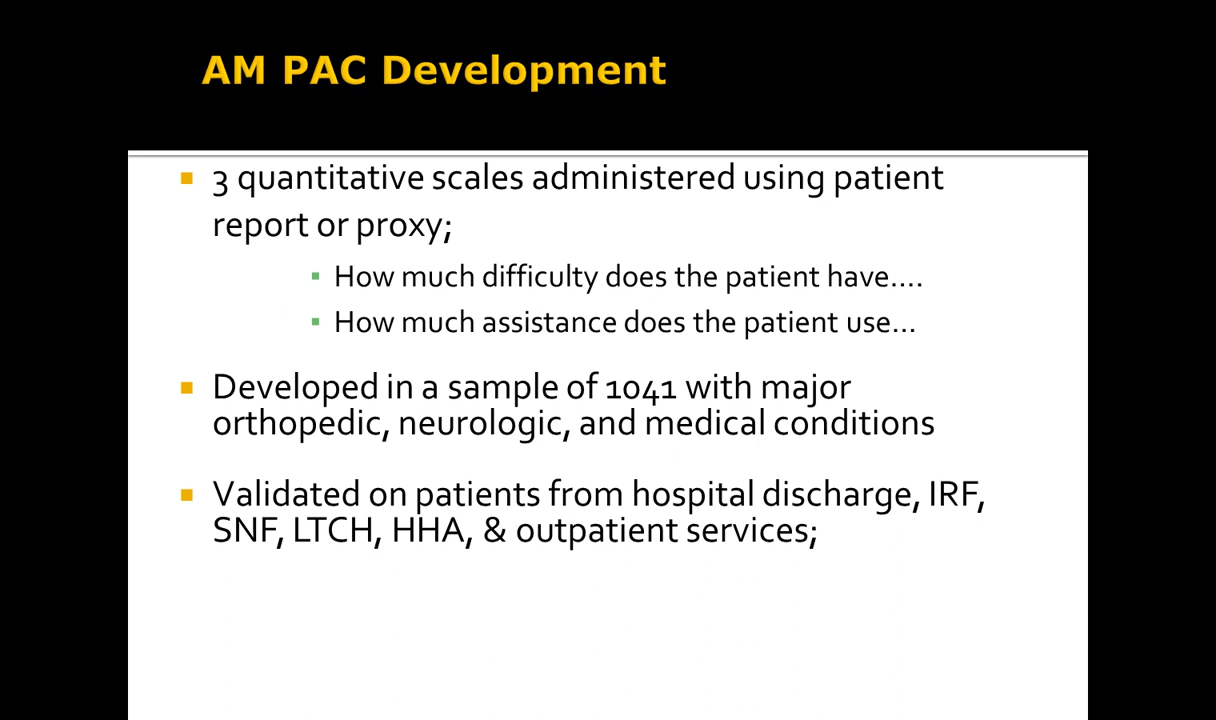 AM PAC Development
3 quantitative scales administered using patient
report or proxy;
How much difficulty does the patient have....
How much assistance does the patient use...
Developed in a sample of 1041 with major
orthopedic, neurologic, and medical conditions
Validated on patients from hospital discharge, IRF,
SNF, LTCH, HHA, & outpatient services;